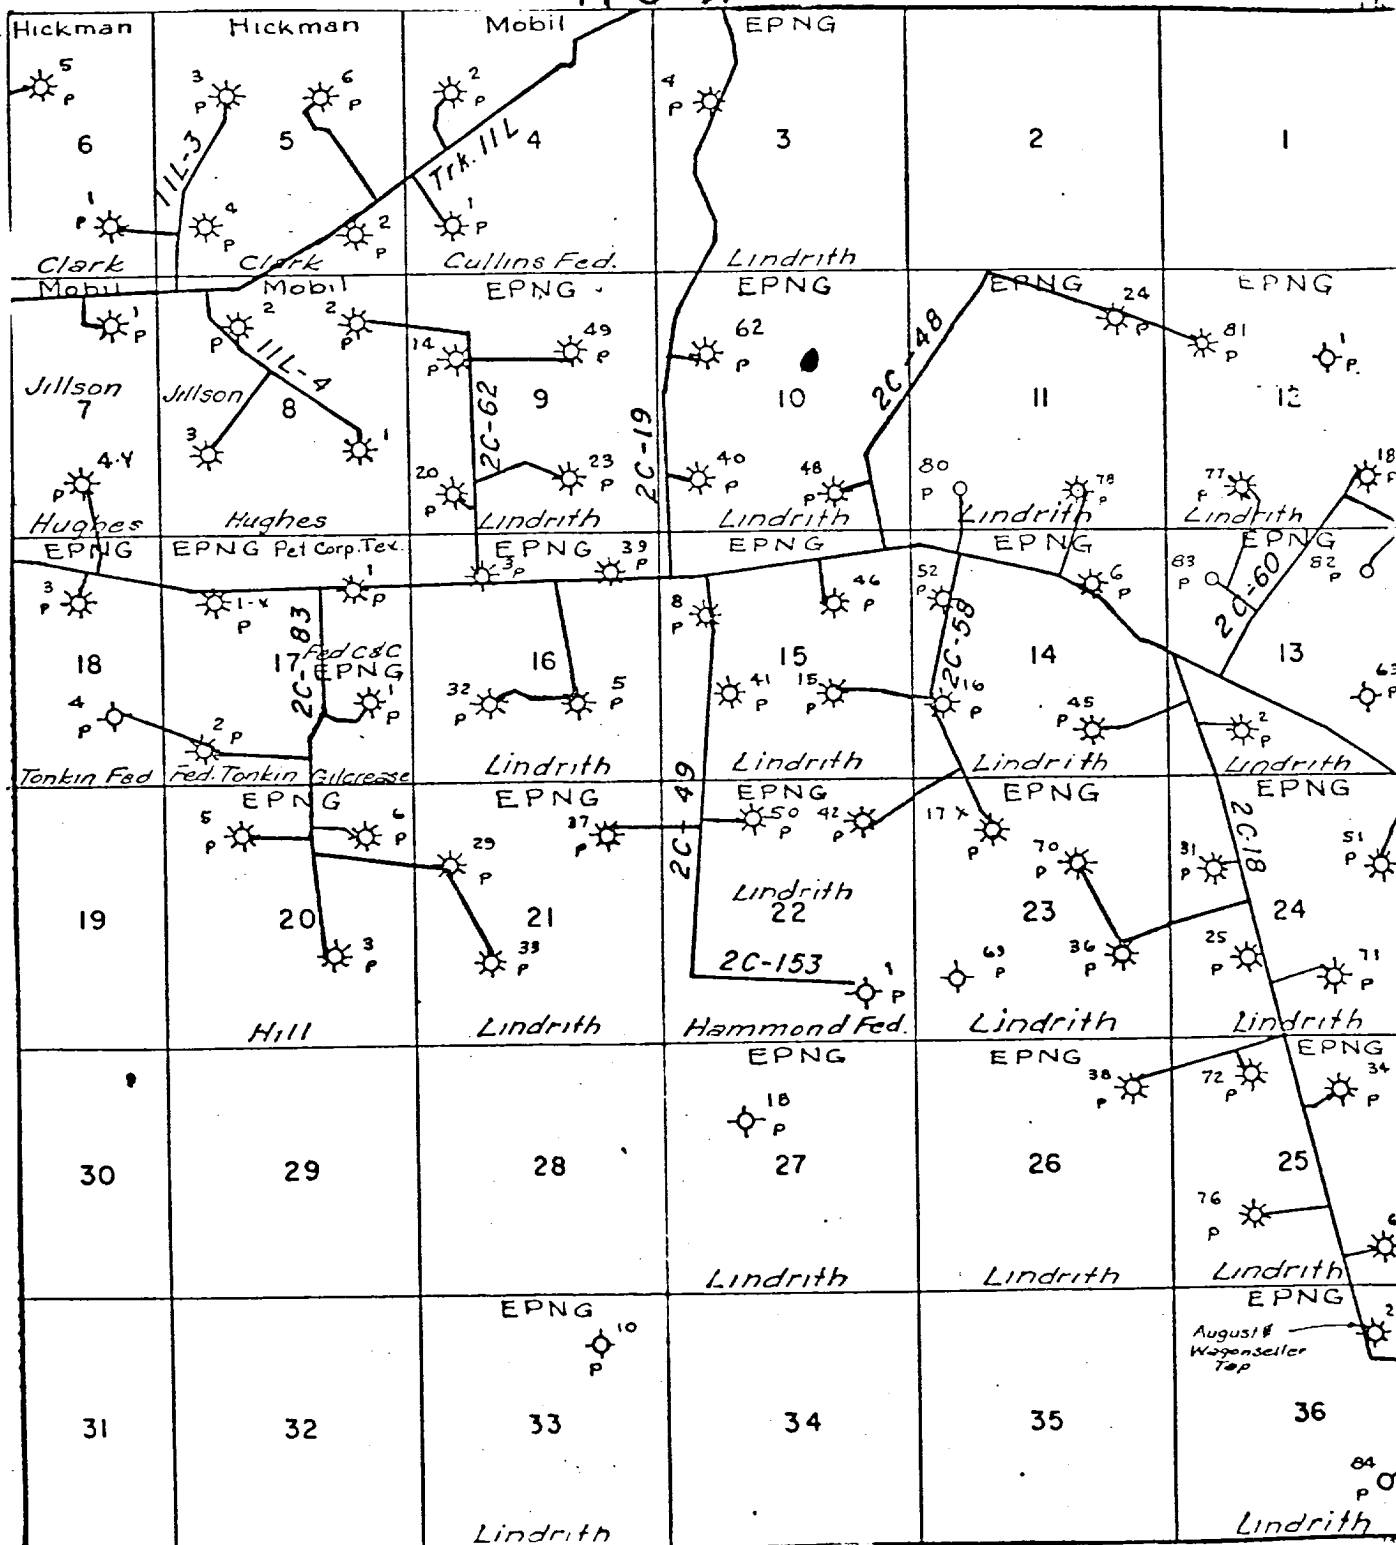 Hickman Hickman Mobil EPNG
5 P 3 P 6 P 2 P 4 P
6 5 4 3 2 1
11L-3 Trk. 11L
1 P 4 P 2 P 1 P
Clark Clark Cullins Fed. Lindrith
Mobil Mobil EPNG EPNG EPNG EPNG
1 P 2 P 2 P 14 P 49 P 62 P 24 P 81 P 1 P
11L-4 2C-62 2C-19 2C-48
Jillson Jillson
7 8 9 10 11 12
4-Y P 3 1 20 P 23 P 40 P 48 P 80 P 78 P 77 P 18 P
Hughes Hughes Lindrith Lindrith Lindrith Lindrith
EPNG EPNG Pet Corp. Tex. EPNG EPNG EPNG EPNG
3 P 1-X P 1 P 3 P 39 P 8 P 46 P 52 P 6 P 83 P 82 P
2C-83 2C-58 2C-60
Fed C&C
EPNG
18 17 16 15 14 13
4 P 2 P 1 P 32 P 5 P 41 P 15 P 16 P 45 P 2 P 63 P
Tonkin Fed Fed. Tonkin Gilcrease Lindrith Lindrith Lindrith Lindrith
EPNG EPNG EPNG EPNG EPNG
5 P 6 P 29 P 37 P 50 P 42 P 17 X P 70 P 31 P 51 P
2C-49 2C-18
Lindrith
19 20 21 22 23 24
3 P 33 P 1 P 69 P 36 P 25 P 71 P
2C-153
Hill Lindrith Hammond Fed. Lindrith Lindrith
EPNG EPNG EPNG
18 P 38 P 72 P 34 P
30 29 28 27 26 25
76 P 6
Lindrith Lindrith Lindrith
EPNG EPNG
10 P 2
August &
Wagonseller
Tap
31 32 33 34 35 36
84 P
Lindrith Lindrith